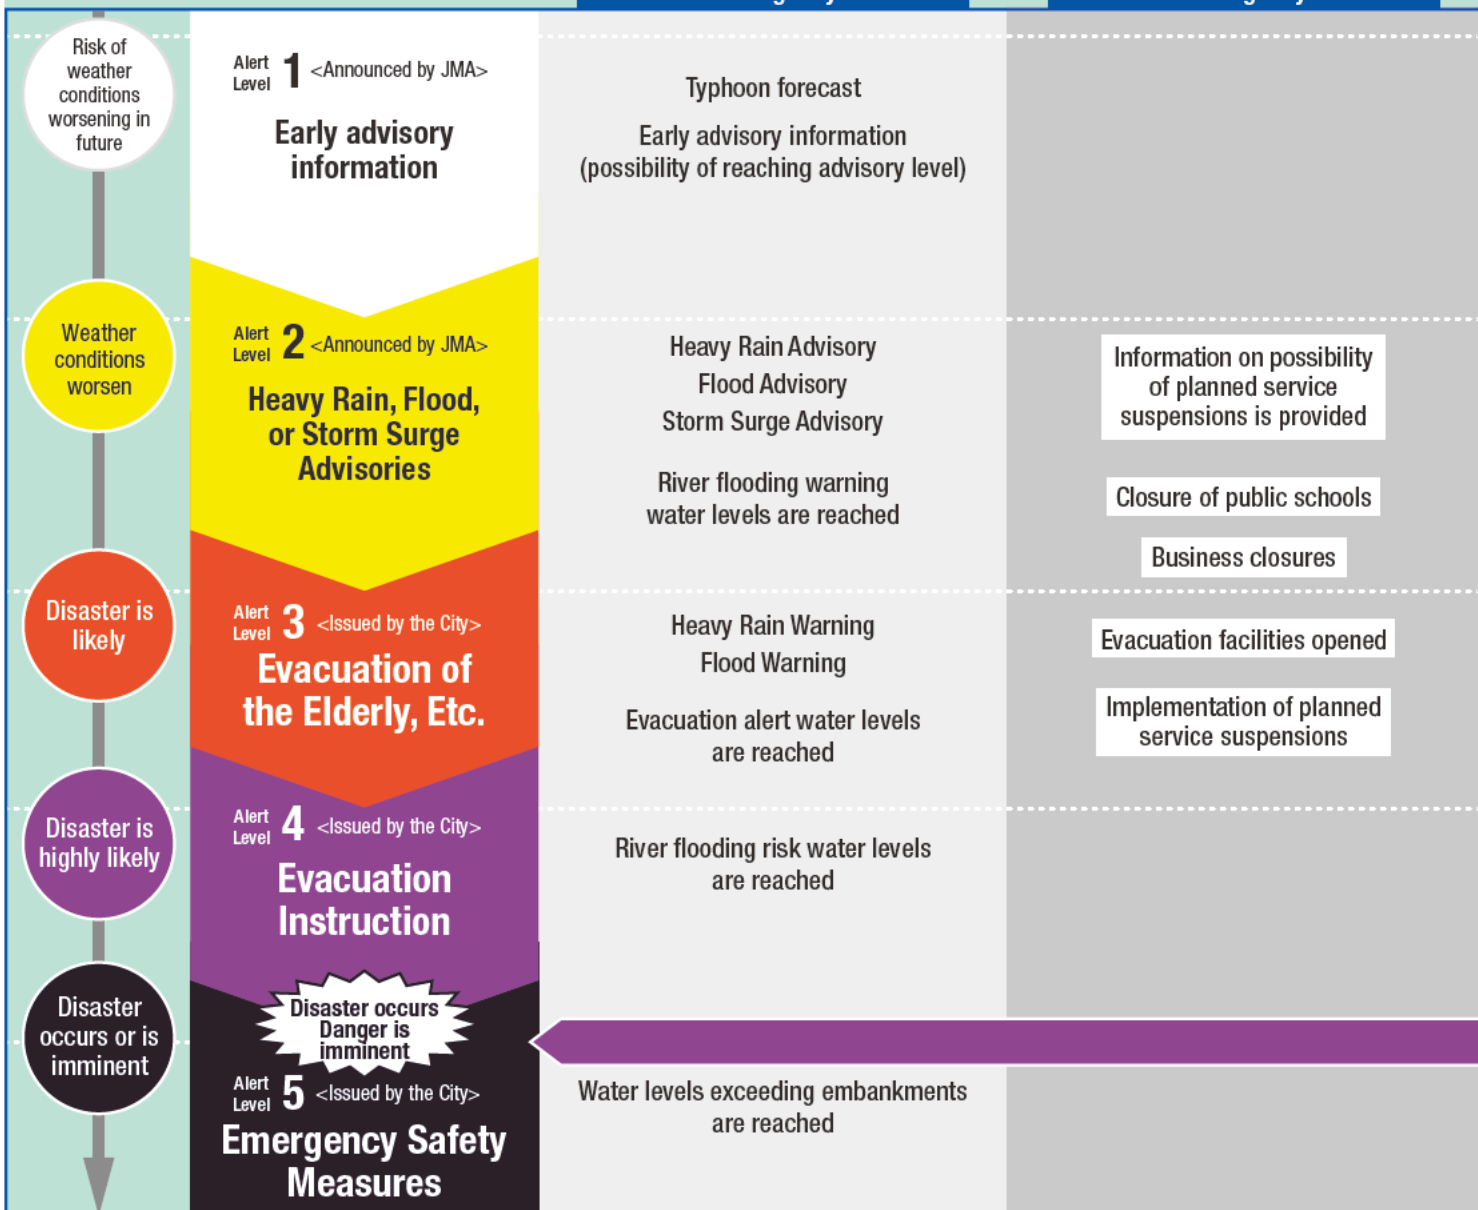 Risk of
weather
conditions
worsening in
future
Alert
Level 1 <Announced by JMA>
Early advisory
information
Typhoon forecast
Early advisory information
(possibility of reaching advisory level)
Weather
conditions
worsen
Alert
Level 2 <Announced by JMA>
Heavy Rain, Flood,
or Storm Surge
Advisories
Heavy Rain Advisory
Flood Advisory
Storm Surge Advisory
River flooding warning
water levels are reached
Information on possibility
of planned service
suspensions is provided
Closure of public schools
Business closures
Disaster is
likely
Alert
Level 3 <Issued by the City>
Evacuation of
the Elderly, Etc.
Heavy Rain Warning
Flood Warning
Evacuation alert water levels
are reached
Evacuation facilities opened
Implementation of planned
service suspensions
Disaster is
highly likely
Alert
Level 4 <Issued by the City>
Evacuation
Instruction
River flooding risk water levels
are reached
Disaster
occurs or is
imminent
Disaster occurs
Danger is
imminent
Alert
Level 5 <Issued by the City>
Emergency Safety
Measures
Water levels exceeding embankments
are reached